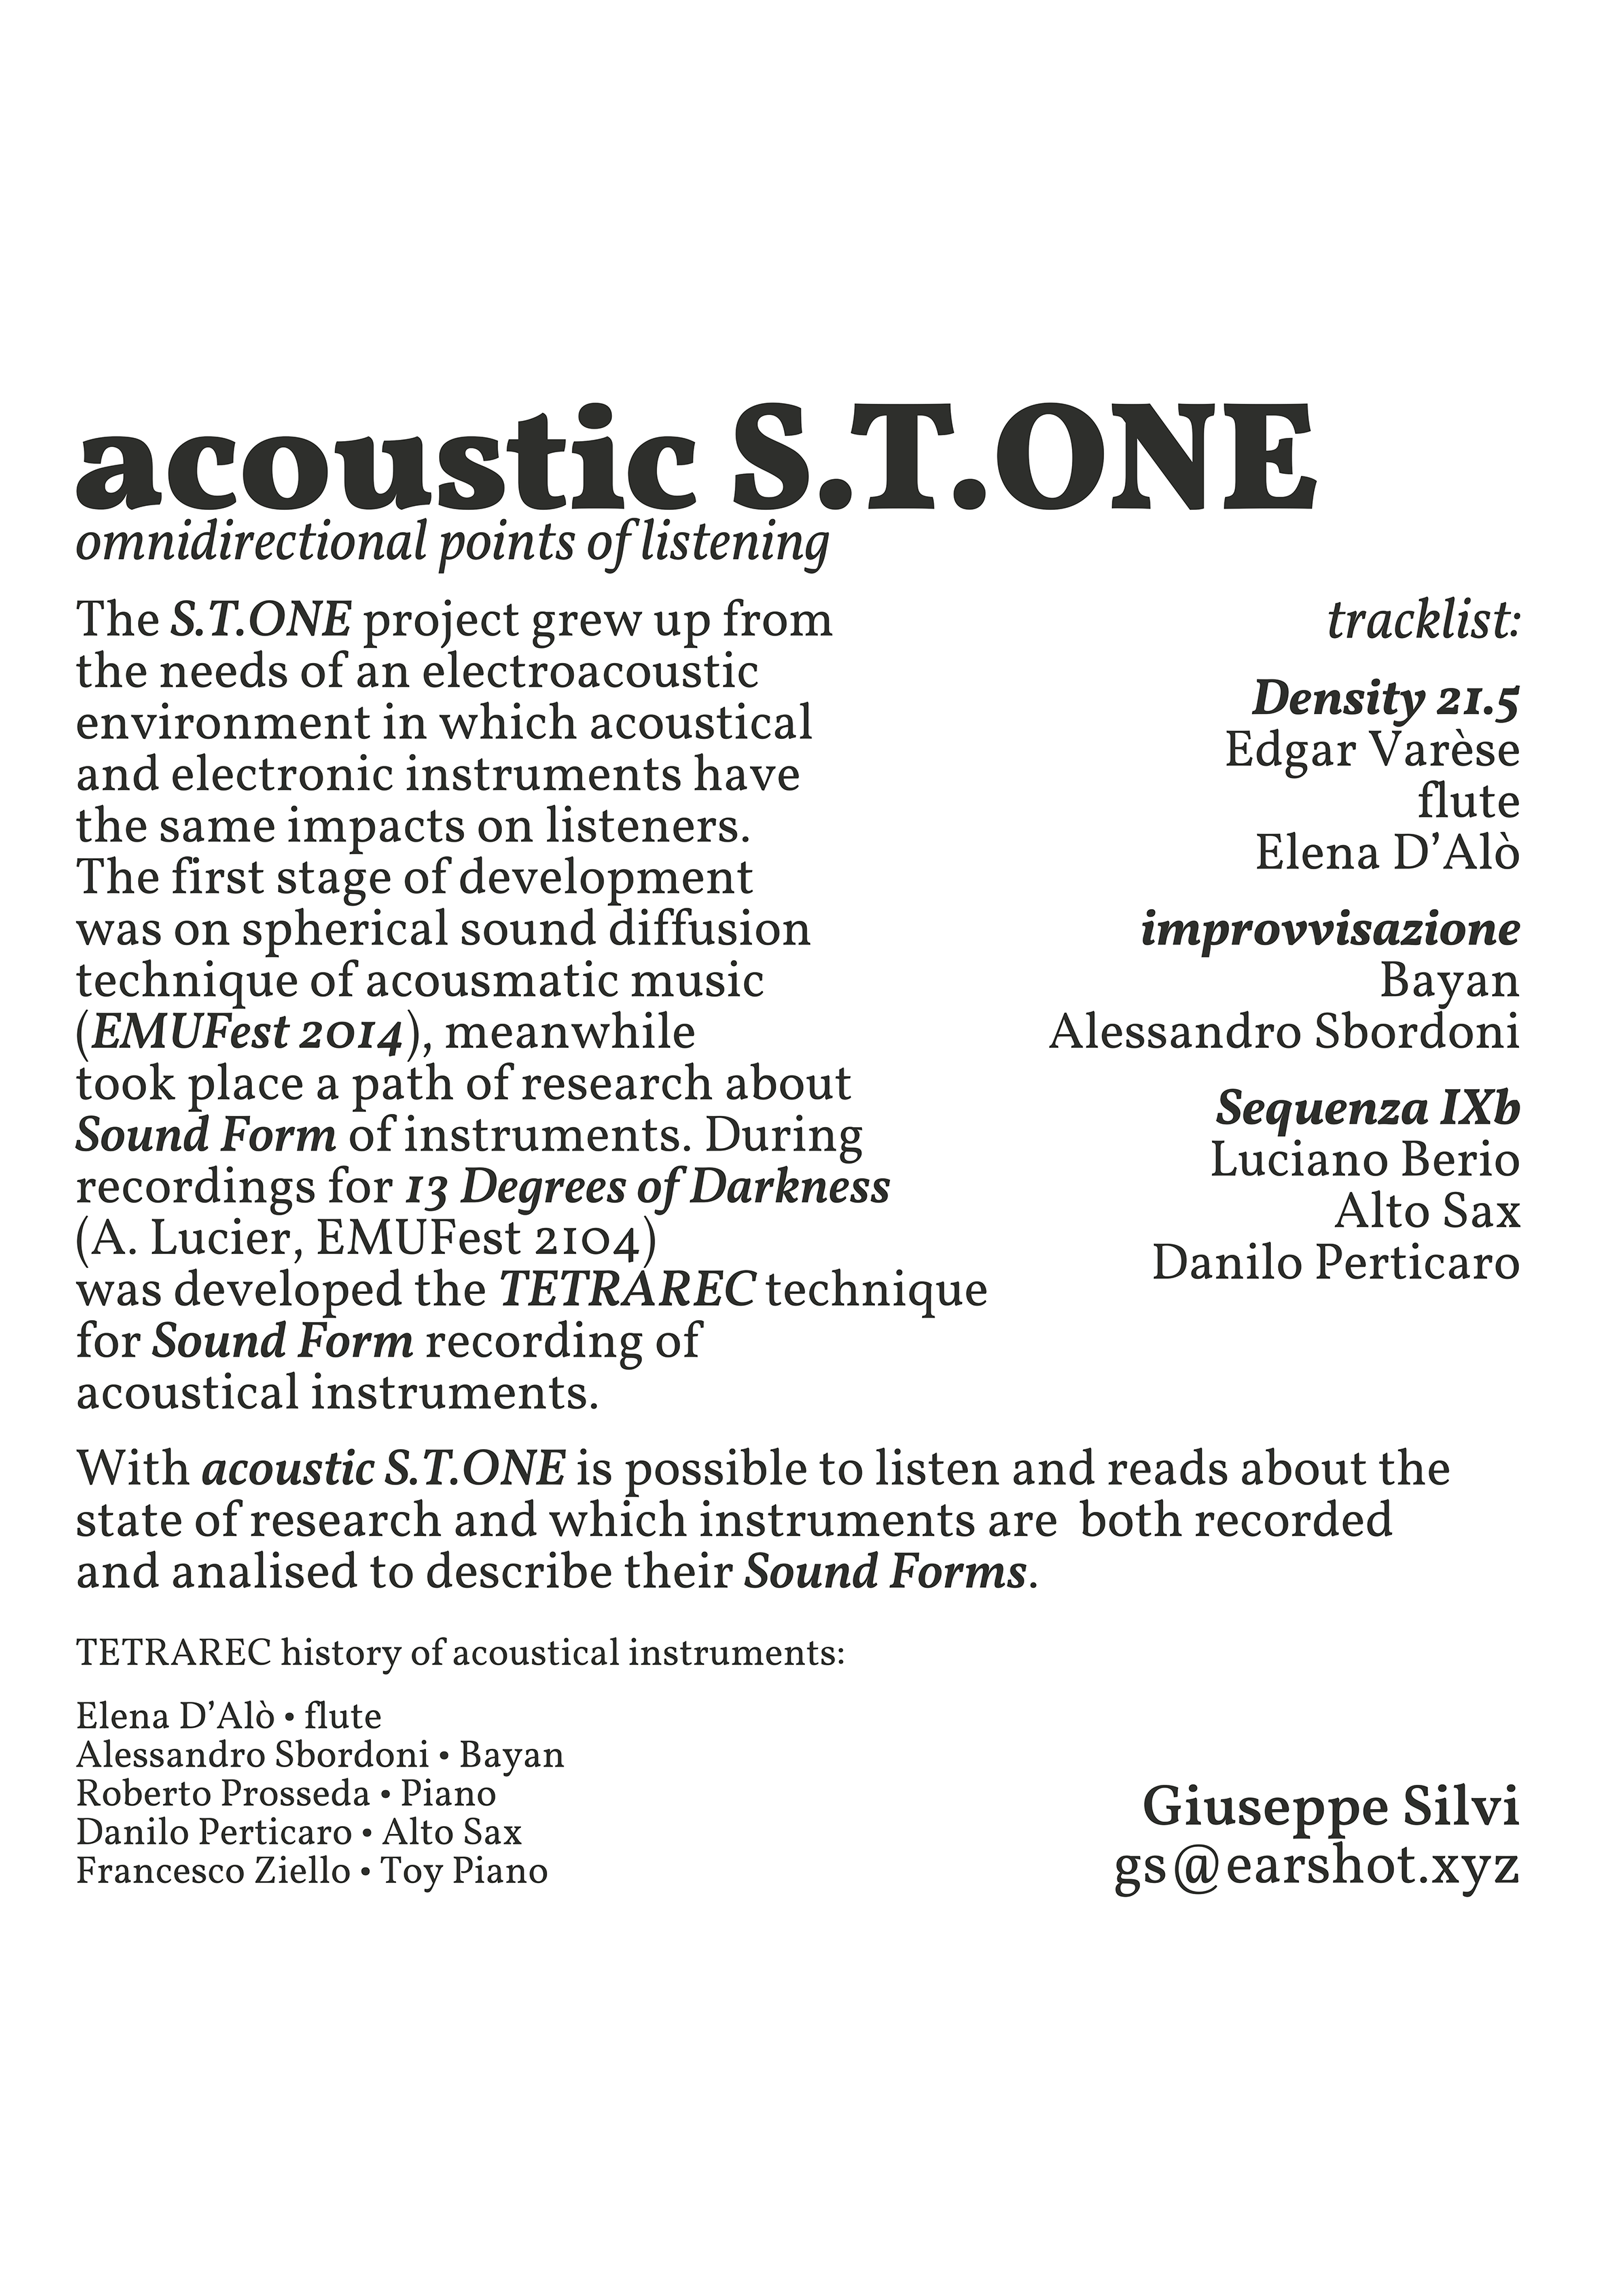 acoustic S.T.ONE
omnidirectional points of listening
The S.T.ONE project grew up from
the needs of an electroacoustic
environment in which acoustical
and electronic instruments have
the same impacts on listeners.
The first stage of development
was on spherical sound diffusion
technique of acousmatic music
(EMUFest 2014), meanwhile
took place a path of research about
Sound Form of instruments. During
recordings for 13 Degrees of Darkness
(A. Lucier, EMUFest 2104)
was developed the TETRAREC technique
for Sound Form recording of
acoustical instruments.
tracklist:
Density 21.5
Edgar Varèse
flute
Elena D’Alò
improvvisazione
Bayan
Alessandro Sbordoni
Sequenza IXb
Luciano Berio
Alto Sax
Danilo Perticaro
With acoustic S.T.ONE is possible to listen and reads about the
state of research and which instruments are  both recorded
and analised to describe their Sound Forms.
TETRAREC history of acoustical instruments:
Elena D’Alò • flute
Alessandro Sbordoni • Bayan
Roberto Prosseda • Piano
Danilo Perticaro • Alto Sax
Francesco Ziello • Toy Piano
Giuseppe Silvi
gs@earshot.xyz